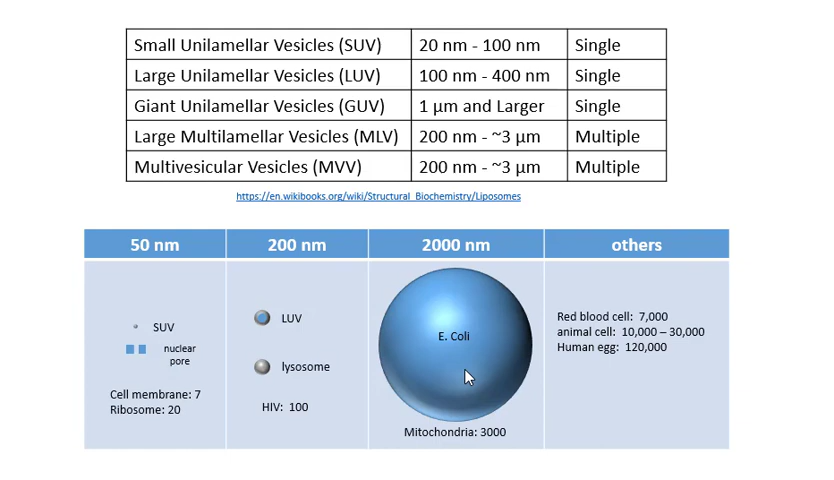 Small Unilamellar Vesicles (SUV) 20 nm - 100 nm Single
Large Unilamellar Vesicles (LUV) 100 nm - 400 nm Single
Giant Unilamellar Vesicles (GUV) 1 µm and Larger Single
Large Multilamellar Vesicles (MLV) 200 nm - ~3 µm Multiple
Multivesicular Vesicles (MVV) 200 nm - ~3 µm Multiple
https://en.wikibooks.org/wiki/Structural_Biochemistry/Liposomes
50 nm 200 nm 2000 nm others
SUV
nuclear
pore
Cell membrane: 7
Ribosome: 20
LUV
lysosome
HIV: 100
E. Coli
Mitochondria: 3000
Red blood cell: 7,000
animal cell: 10,000 – 30,000
Human egg: 120,000